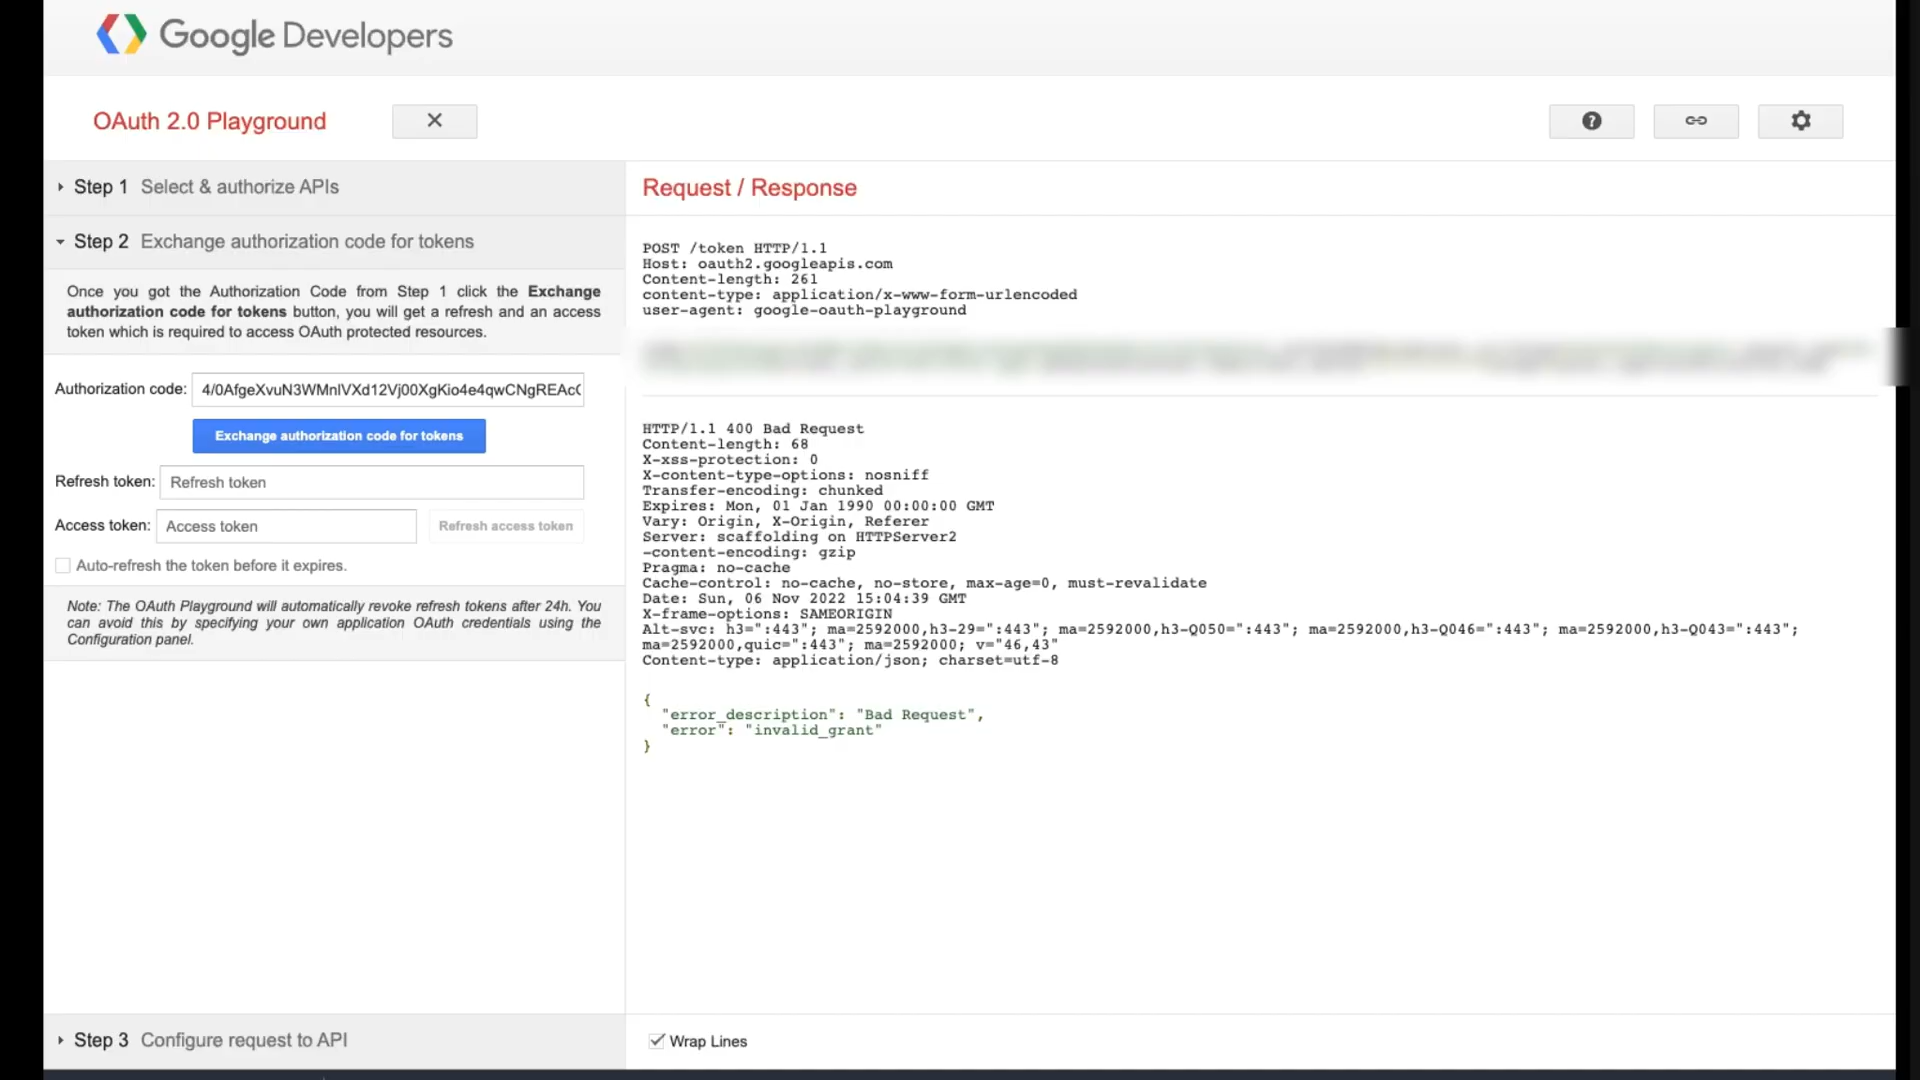 Google Developers
OAuth 2.0 Playground
Step 1 Select & authorize APIs
Step 2 Exchange authorization code for tokens
Once you got the Authorization Code from Step 1 click the Exchange
authorization code for tokens button, you will get a refresh and an access
token which is required to access OAuth protected resources.
Authorization code: 4/0AfgeXvuN3WMnlVXd12Vj00XgKio4e4qwCNgREAc
Exchange authorization code for tokens
Refresh token: Refresh token
Access token: Access token Refresh access token
Auto-refresh the token before it expires.
Note: The OAuth Playground will automatically revoke refresh tokens after 24h. You
can avoid this by specifying your own application OAuth credentials using the
Configuration panel.
Step 3 Configure request to API
Request / Response
POST /token HTTP/1.1
Host: oauth2.googleapis.com
Content-length: 261
content-type: application/x-www-form-urlencoded
user-agent: google-oauth-playground
HTTP/1.1 400 Bad Request
Content-length: 68
X-xss-protection: 0
X-content-type-options: nosniff
Transfer-encoding: chunked
Expires: Mon, 01 Jan 1990 00:00:00 GMT
Vary: Origin, X-Origin, Referer
Server: scaffolding on HTTPServer2
-content-encoding: gzip
Pragma: no-cache
Cache-control: no-cache, no-store, max-age=0, must-revalidate
Date: Sun, 06 Nov 2022 15:04:39 GMT
X-frame-options: SAMEORIGIN
Alt-svc: h3=":443"; ma=2592000,h3-29=":443"; ma=2592000,h3-Q050=":443"; ma=2592000,h3-Q046=":443"; ma=2592000,h3-Q043=":443";
ma=2592000,quic=":443"; ma=2592000; v="46,43"
Content-type: application/json; charset=utf-8
{
"error_description": "Bad Request",
"error": "invalid_grant"
}
Wrap Lines